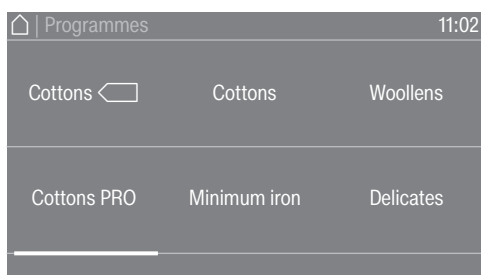 | Programmes 11:02
Cottons Cottons Woollens
Cottons PRO Minimum iron Delicates